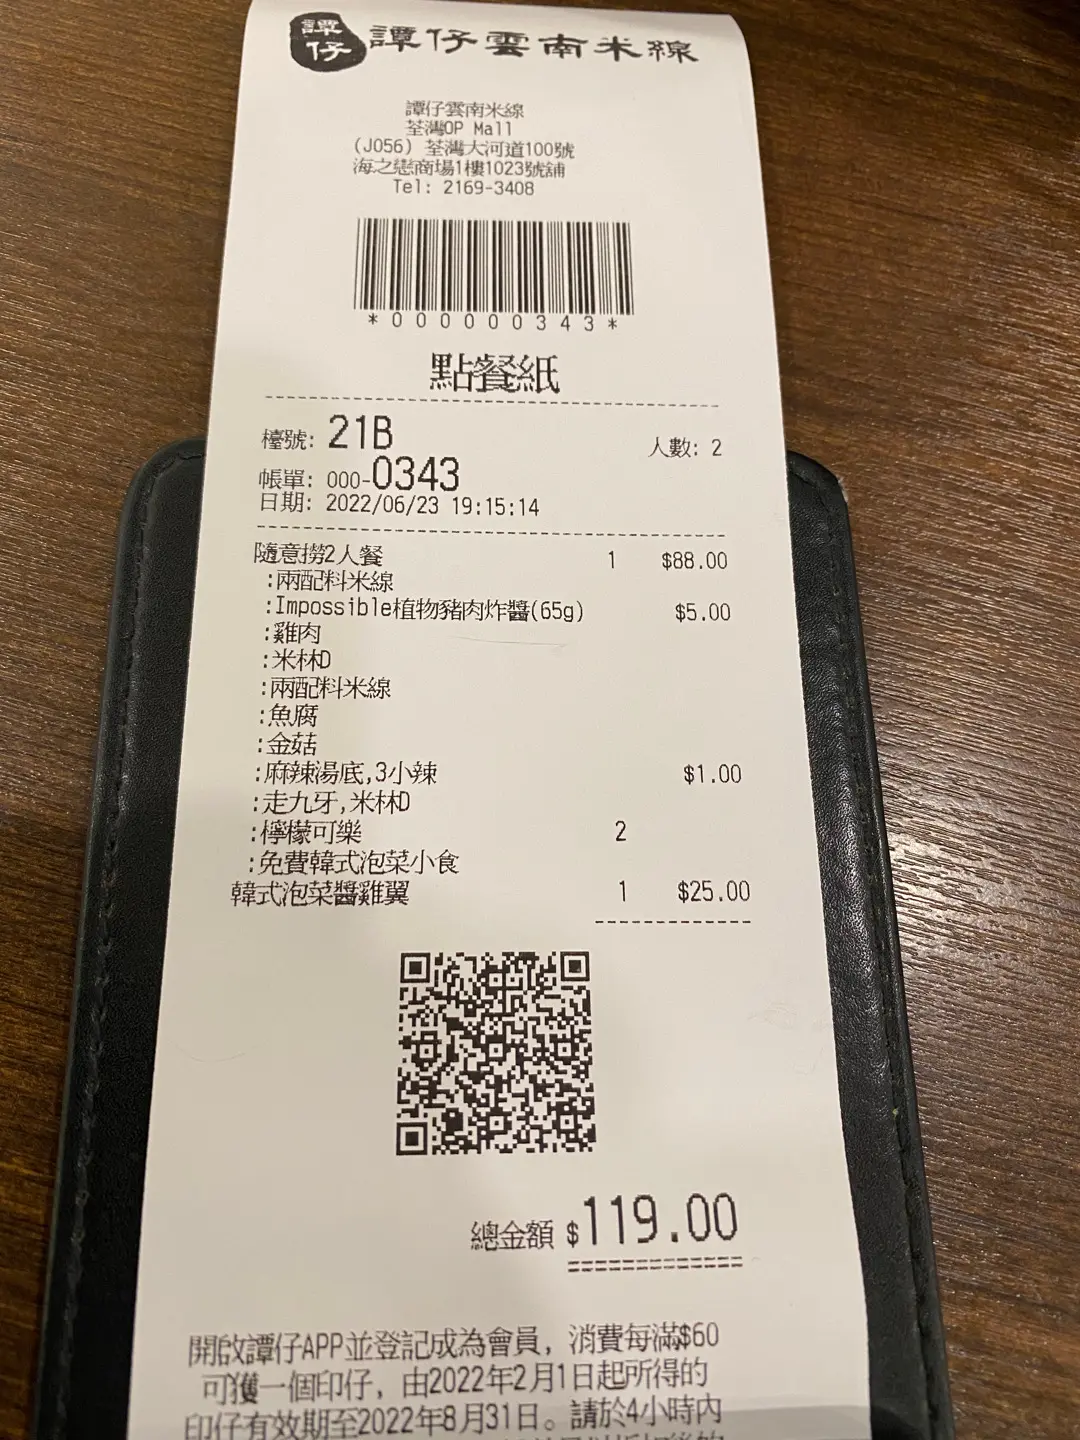 譚仔
譚仔雲南米線
譚仔雲南米線
荃灣OP Mall
(J056) 荃灣大河道100號
海之戀商場1樓1023號舖
Tel: 2169-3408
*000000343*
點餐紙
檯號: 21B 人數: 2
帳單: 000-0343
日期: 2022/06/23 19:15:14
隨意撈2人餐 1 $88.00
:兩配料米線
:Impossible植物豬肉炸醬(65g) $5.00
:雞肉
:米林D
:兩配料米線
:魚腐
:金菇
:麻辣湯底,3小辣 $1.00
:走九牙,米林D
:檸檬可樂 2
:免費韓式泡菜小食
韓式泡菜醬雞翼 1 $25.00
總金額 $119.00
開啟譚仔APP並登記成為會員，消費每滿$60
可獲一個印仔，由2022年2月1日起所得的
印仔有效期至2022年8月31日。請於4小時內